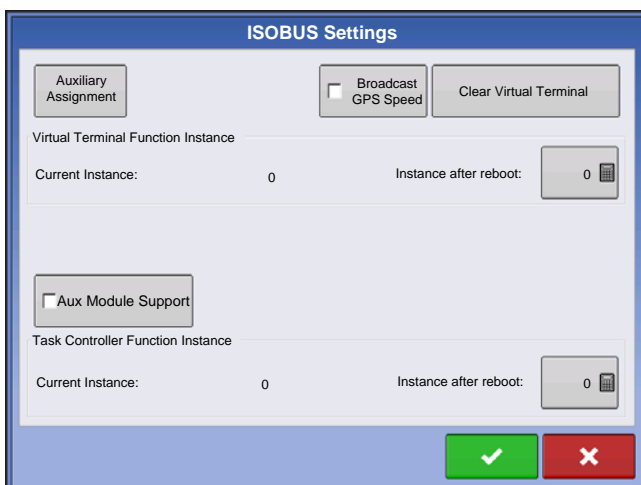 ISOBUS Settings
Auxiliary
Assignment
Broadcast
GPS Speed
Clear Virtual Terminal
Virtual Terminal Function Instance
Current Instance:
0
Instance after reboot:
0
Aux Module Support
Task Controller Function Instance
Current Instance:
0
Instance after reboot:
0